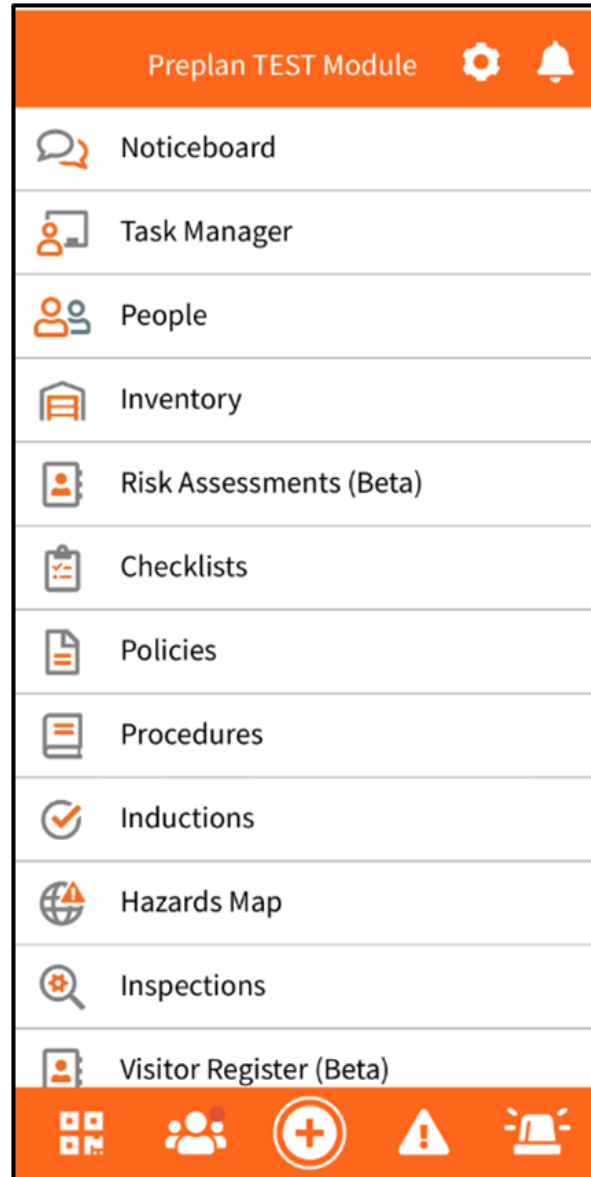 Preplan TEST Module
Noticeboard
Task Manager
People
Inventory
Risk Assessments (Beta)
Checklists
Policies
Procedures
Inductions
Hazards Map
Inspections
Visitor Register (Beta)